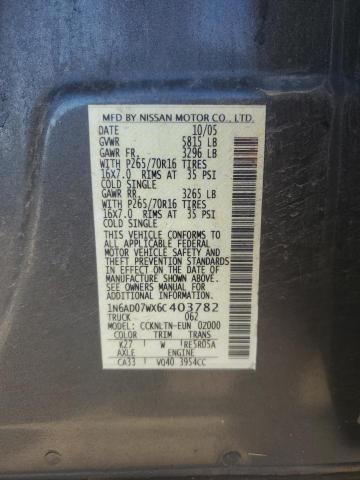 MFD BY NISSAN MOTOR CO., LTD.
DATE 10/05
GVWR 5815 LB
GAWR FR. 3296 LB
WITH P265/70R16 TIRES
16X7.0 RIMS AT 35 PSI
COLD SINGLE
GAWR RR. 3265 LB
WITH P265/70R16 TIRES
16X7.0 RIMS AT 35 PSI
COLD SINGLE
THIS VEHICLE CONFORMS TO
ALL APPLICABLE FEDERAL
MOTOR VEHICLE SAFETY AND
THEFT PREVENTION STANDARDS
IN EFFECT ON THE DATE OF
MANUFACTURE SHOWN ABOVE.
SEE OWNERS MANUAL FOR
ADDITIONAL INFORMATION.
1N6AD07WX6C403782
TRUCK 062
MODEL: CCKNLTN-EUN 02000
COLOR TRIM TRANS
K27 W RE5R05A
AXLE ENGINE
CA33 VQ40 3954CC